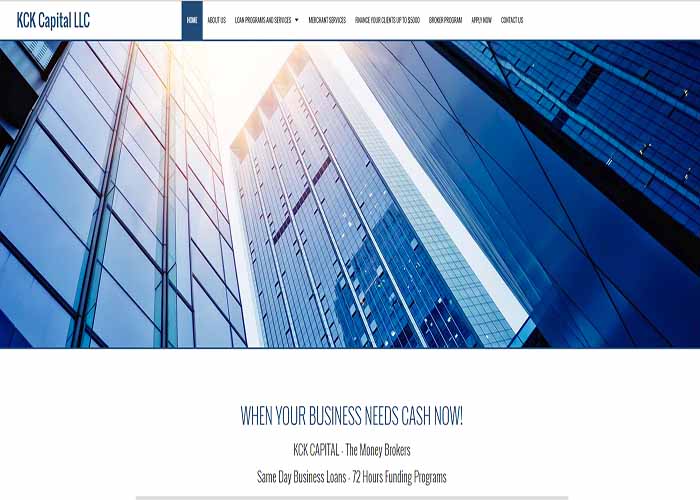 KCK Capital LLC
HOME ABOUT US LOAN PROGRAMS AND SERVICES MERCHANT SERVICES FINANCE YOUR CLIENTS UP TO $5000 BROKER PROGRAM APPLY NOW CONTACT US
WHEN YOUR BUSINESS NEEDS CASH NOW!
KCK CAPITAL - The Money Brokers
Same Day Business Loans - 72 Hours Funding Programs